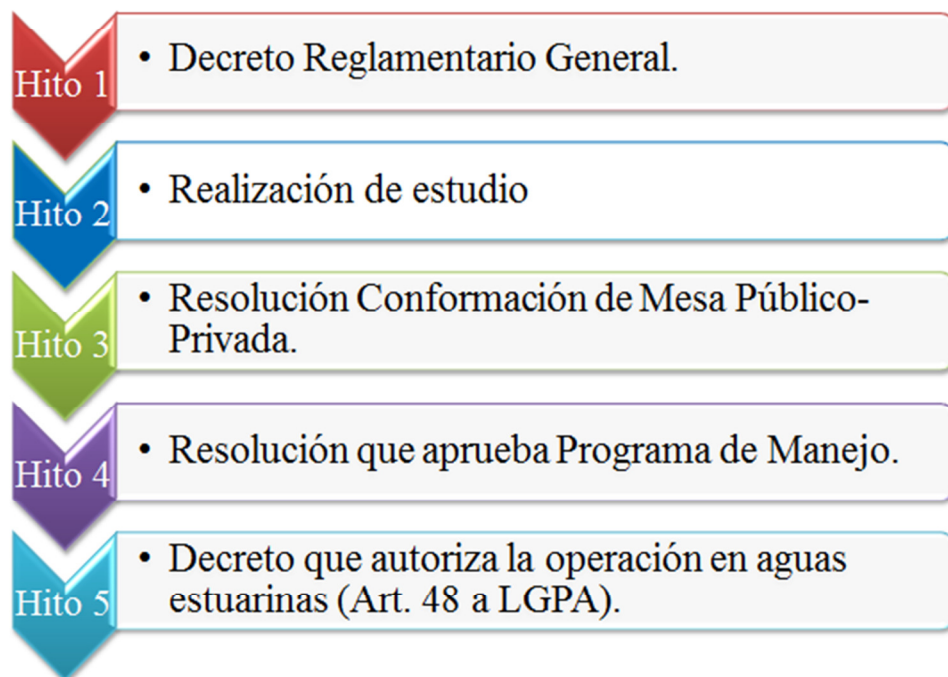 Hito 1
• Decreto Reglamentario General.
Hito 2
• Realización de estudio
Hito 3
• Resolución Conformación de Mesa Público-
Privada.
Hito 4
• Resolución que aprueba Programa de Manejo.
Hito 5
• Decreto que autoriza la operación en aguas
estuarinas (Art. 48 a LGPA).